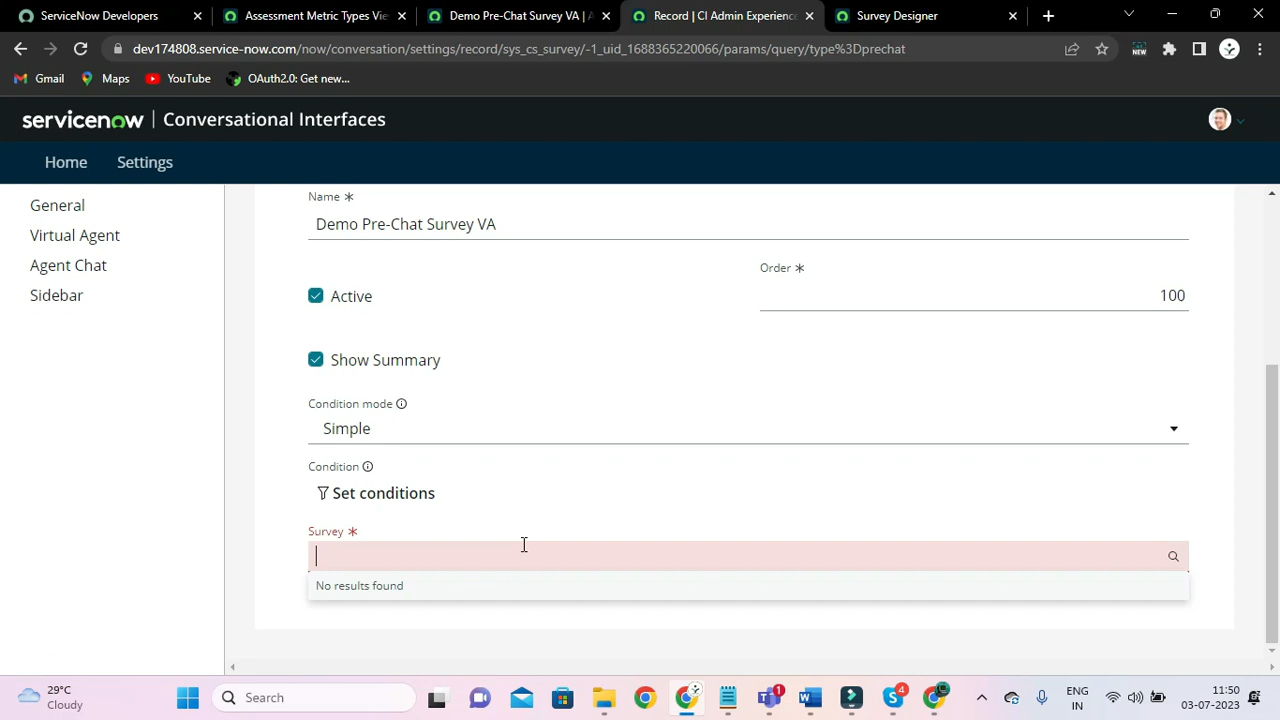 ServiceNow Developers
Assessment Metric Types Vie
Demo Pre-Chat Survey VA | A
Record | CI Admin Experienc
Survey Designer
dev174808.service-now.com/now/conversation/settings/record/sys_cs_survey/-1_uid_1688365220066/params/query/type%3Dprechat
NEW
Gmail
Maps
YouTube
OAuth2.0: Get new...
servicenow | Conversational Interfaces
Home
Settings
General
Virtual Agent
Agent Chat
Sidebar
Name *
Demo Pre-Chat Survey VA
Order *
Active
100
Show Summary
Condition mode
Simple
Condition
Set conditions
Survey *
No results found
29°C
Cloudy
Search
1
4
ENG
IN
11:50
03-07-2023